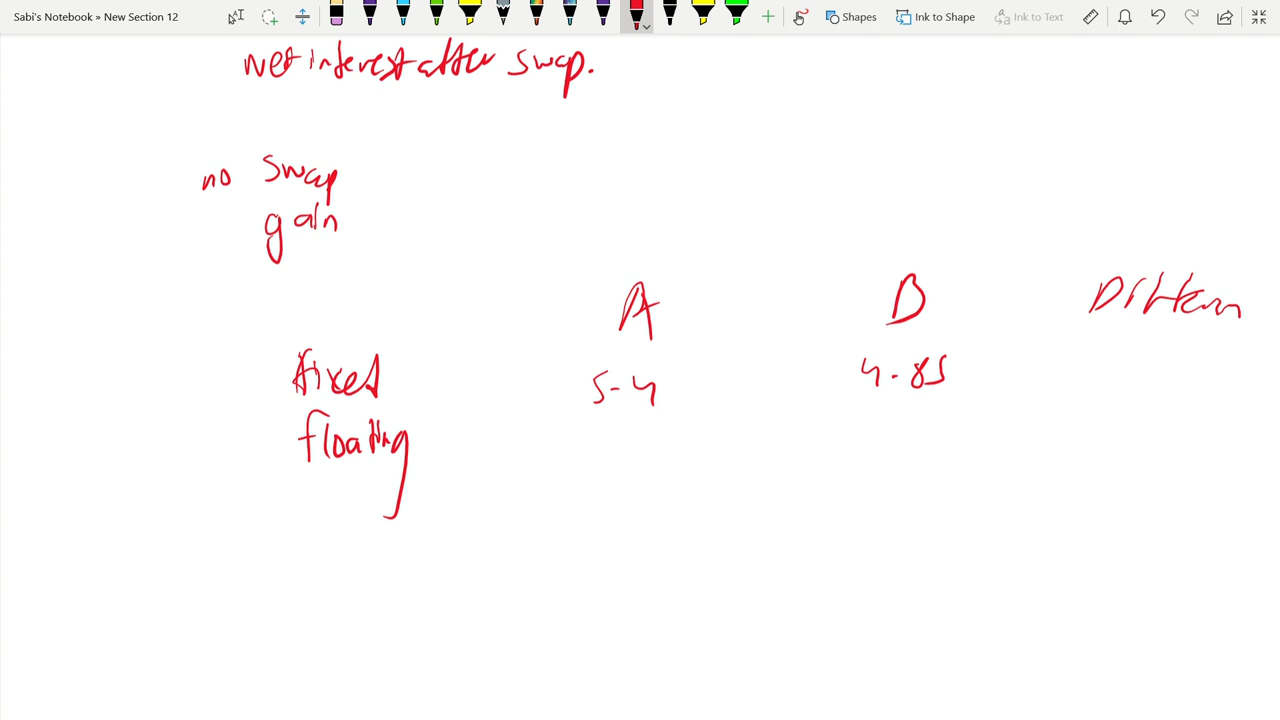 Sabi's Notebook » New Section 12
Shapes
Ink to Shape
Ink to Text
Net interest after swap.
no swap
gain
A B
fixed 5-4 4.85
floating